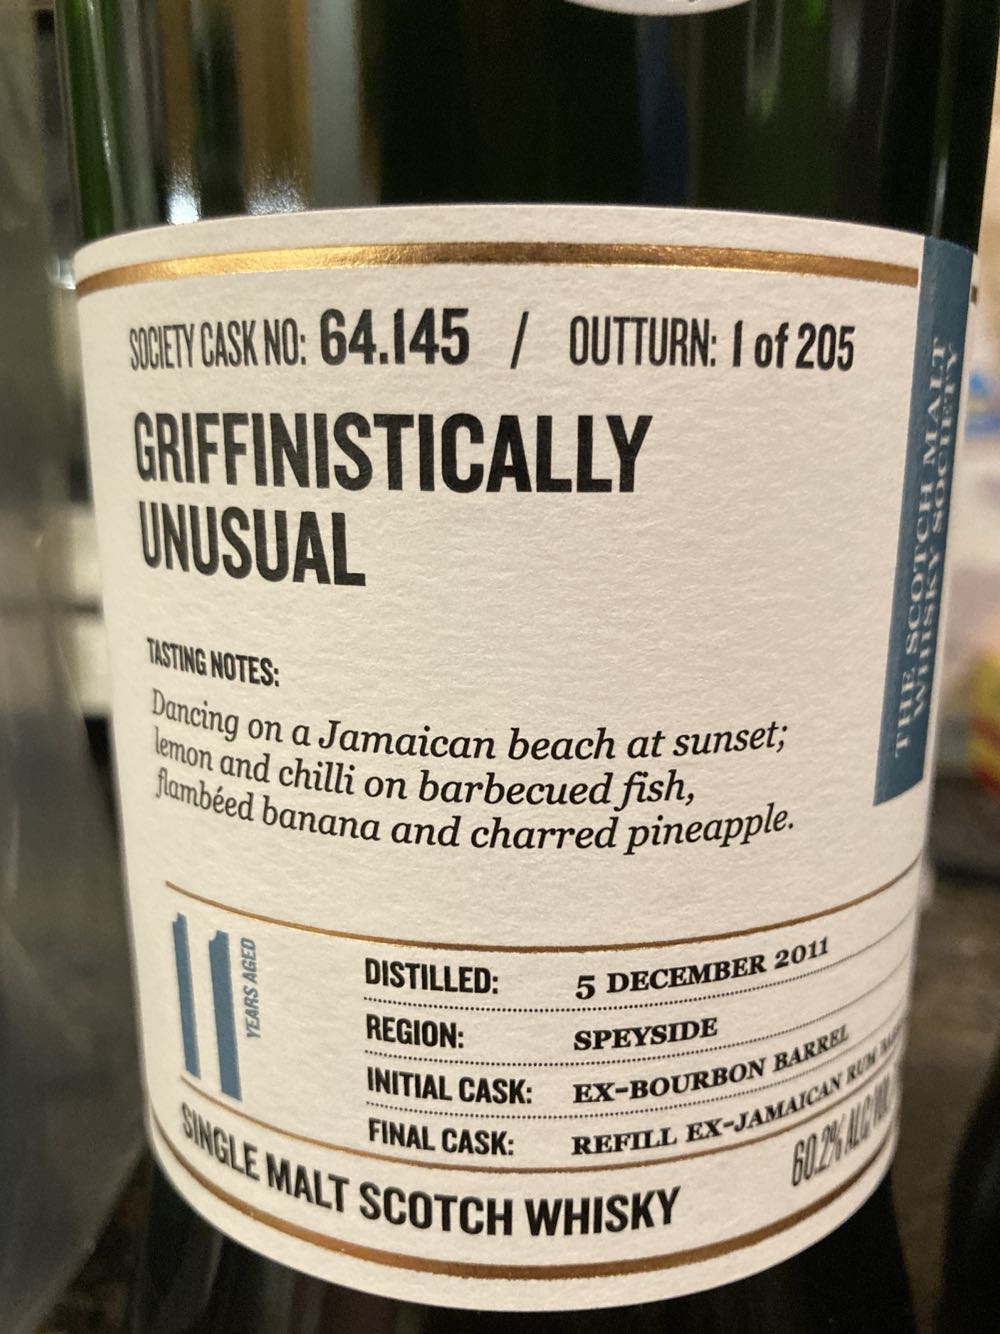 SOCIETY CASK NO: 64.145 / OUTTURN: 1 of 205
GRIFFINISTICALLY
UNUSUAL
TASTING NOTES:
Dancing on a Jamaican beach at sunset;
lemon and chilli on barbecued fish,
flambéed banana and charred pineapple.
11 YEARS AGED
DISTILLED: 5 DECEMBER 2011
REGION: SPEYSIDE
INITIAL CASK: EX-BOURBON BARREL
FINAL CASK: REFILL EX-JAMAICAN RUM
SINGLE MALT SCOTCH WHISKY
60.2% ALC/VOL
THE SCOTCH MALT
WHISKY SOCIETY